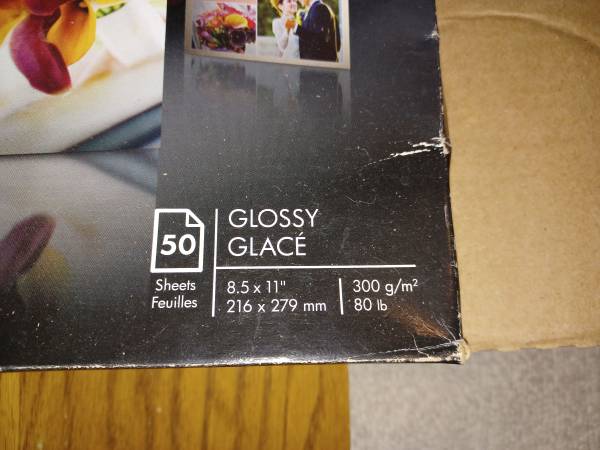 GLOSSY
GLACÉ
50
Sheets
Feuilles
8.5 x 11"
216 x 279 mm
300 g/m²
80 lb